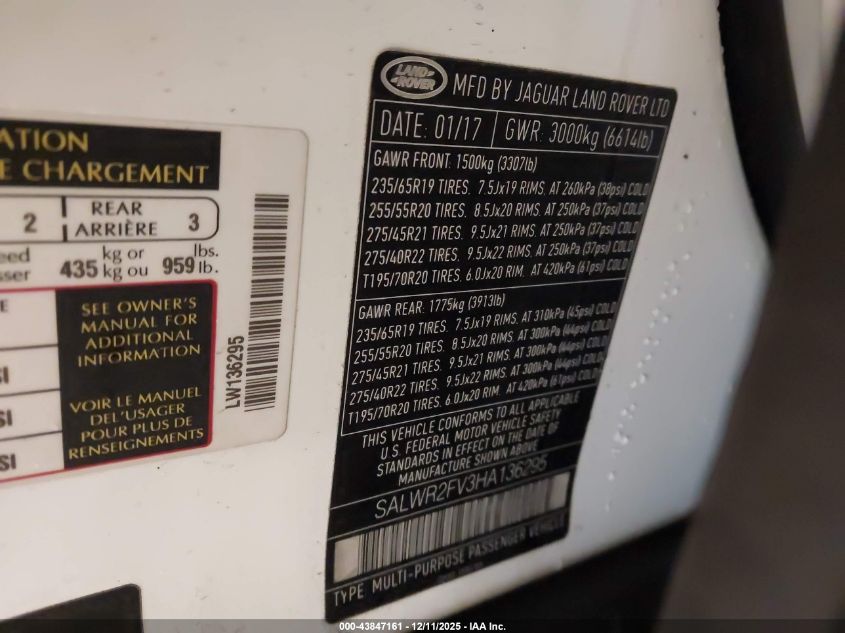 ATION
E CHARGEMENT
2 REAR ARRIÈRE 3
eed kg or lbs.
sser 435 kg ou 959 lb.
E
SEE OWNER'S
MANUAL FOR
ADDITIONAL
INFORMATION
SI
VOIR LE MANUEL
DEL'USAGER
POUR PLUS DE
RENSEIGNEMENTS
SI
SI
LW136295
LAND ROVER
MFD BY JAGUAR LAND ROVER LTD
DATE: 01/17 GWR: 3000kg (6614lb)
GAWR FRONT: 1500kg (3307lb)
235/65R19 TIRES. 7.5Jx19 RIMS. AT 260kPa (38psi) COLD
255/55R20 TIRES. 8.5Jx20 RIMS. AT 250kPa (37psi) COLD
275/45R21 TIRES. 9.5Jx21 RIMS. AT 250kPa (37psi) COLD
275/40R22 TIRES. 9.5Jx22 RIMS. AT 250kPa (37psi) COLD
T195/70R20 TIRES. 6.0Jx20 RIM. AT 420kPa (61psi) COLD
GAWR REAR: 1775kg (3913lb)
235/65R19 TIRES. 7.5Jx19 RIMS. AT 310kPa (45psi) COLD
255/55R20 TIRES. 8.5Jx20 RIMS. AT 300kPa (44psi) COLD
275/45R21 TIRES. 9.5Jx21 RIMS. AT 300kPa (44psi) COLD
275/40R22 TIRES. 9.5Jx22 RIMS. AT 300kPa (44psi) COLD
T195/70R20 TIRES. 6.0Jx20 RIM. AT 420kPa (61psi) COLD
THIS VEHICLE CONFORMS TO ALL APPLICABLE
U.S. FEDERAL MOTOR VEHICLE SAFETY
STANDARDS IN EFFECT ON THE DATE OF
MANUFACTURE SHOWN ABOVE
SALWR2FV3HA136295
TYPE: MULTI-PURPOSE PASSENGER VEHICLE
000-43847161 - 12/11/2025 - IAA Inc.